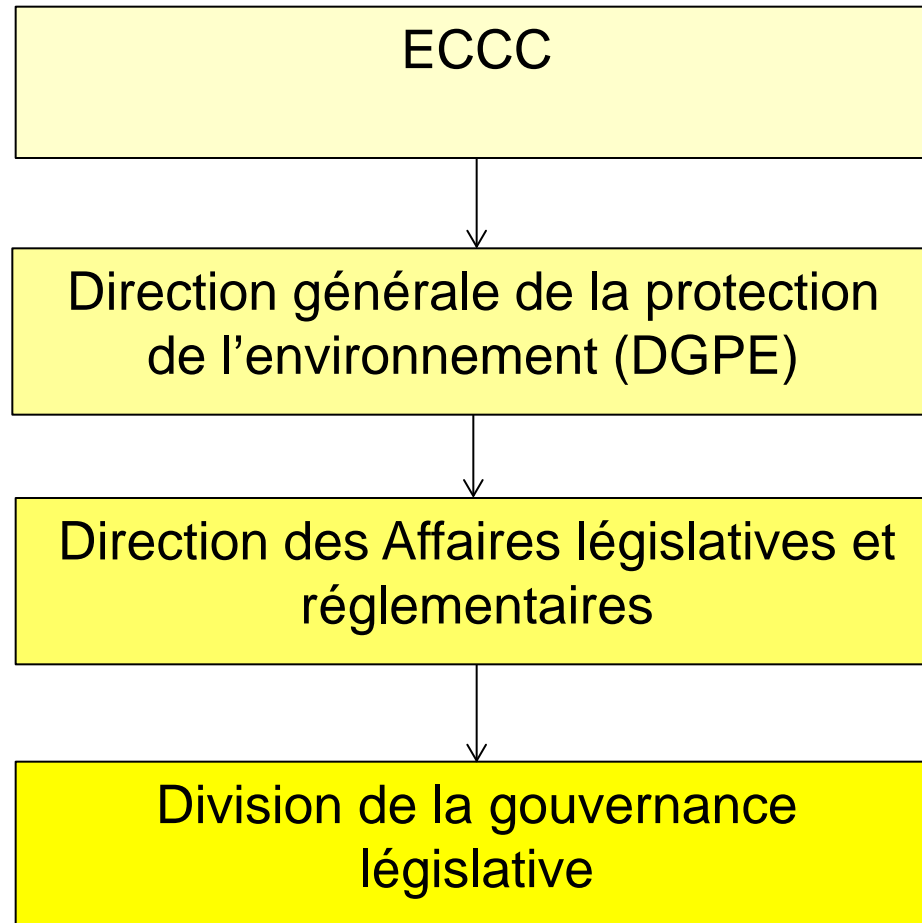 ECCC
Direction générale de la protection
de l’environnement (DGPE)
Direction des Affaires législatives et
réglementaires
Division de la gouvernance
législative